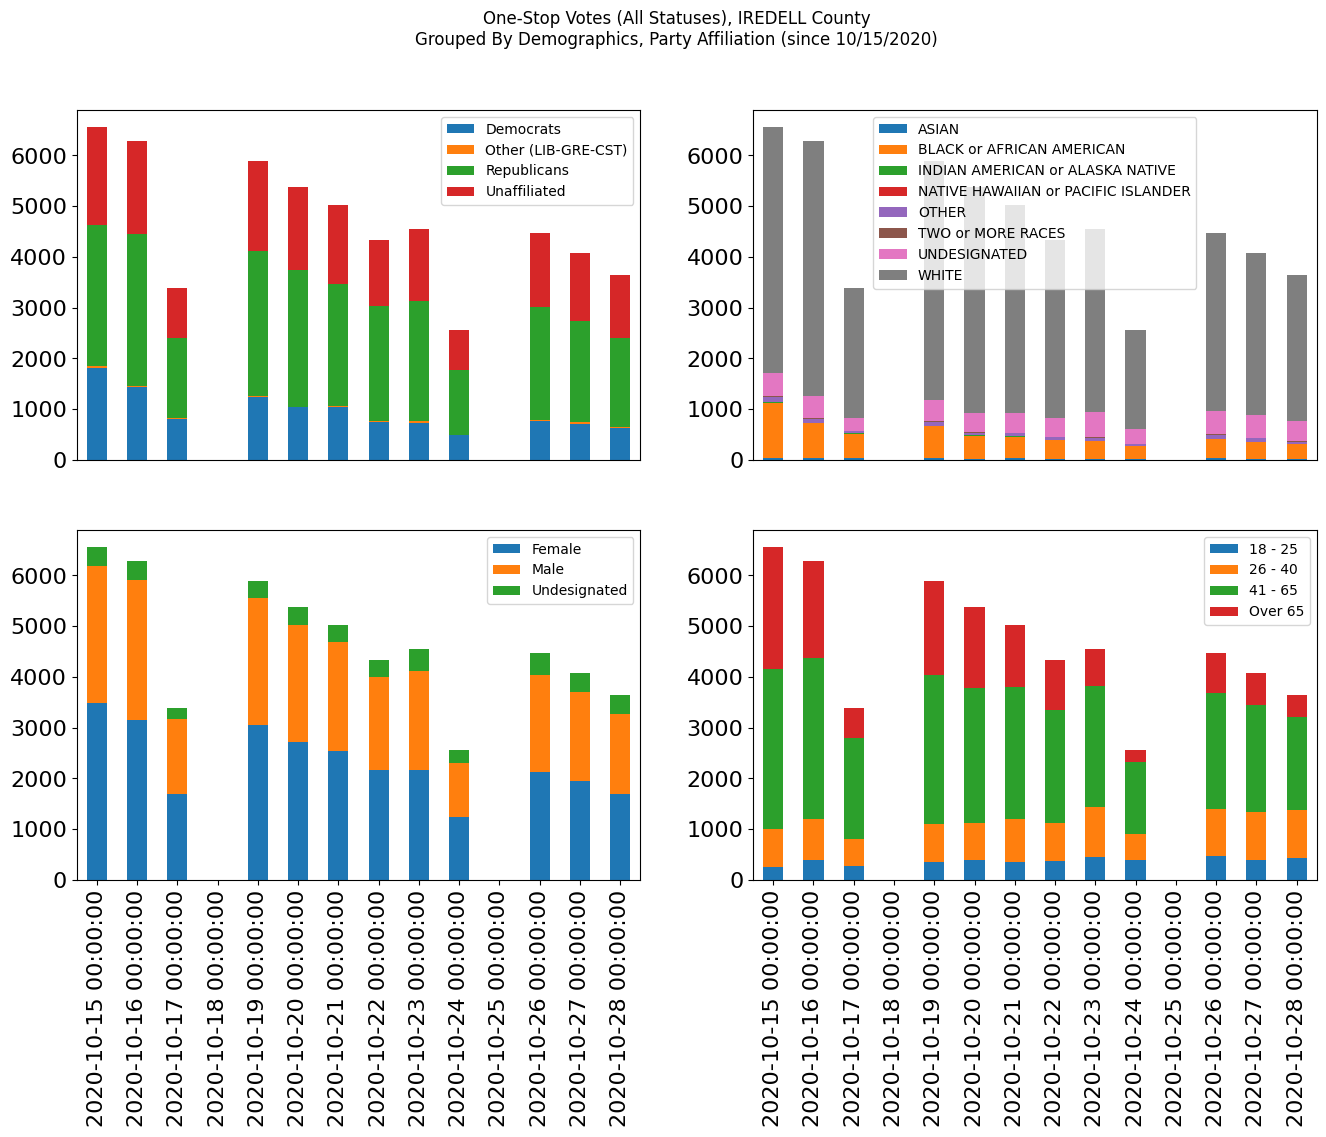 One-Stop Votes (All Statuses), IREDELL County
Grouped By Demographics, Party Affiliation (since 10/15/2020)
6000
5000
4000
3000
2000
1000
0
Democrats
Other (LIB-GRE-CST)
Republicans
Unaffiliated
6000
5000
4000
3000
2000
1000
0
ASIAN
BLACK or AFRICAN AMERICAN
INDIAN AMERICAN or ALASKA NATIVE
NATIVE HAWAIIAN or PACIFIC ISLANDER
OTHER
TWO or MORE RACES
UNDESIGNATED
WHITE
6000
5000
4000
3000
2000
1000
0
Female
Male
Undesignated
2020-10-15 00:00:00
2020-10-16 00:00:00
2020-10-17 00:00:00
2020-10-18 00:00:00
2020-10-19 00:00:00
2020-10-20 00:00:00
2020-10-21 00:00:00
2020-10-22 00:00:00
2020-10-23 00:00:00
2020-10-24 00:00:00
2020-10-25 00:00:00
2020-10-26 00:00:00
2020-10-27 00:00:00
2020-10-28 00:00:00
6000
5000
4000
3000
2000
1000
0
18 - 25
26 - 40
41 - 65
Over 65
2020-10-15 00:00:00
2020-10-16 00:00:00
2020-10-17 00:00:00
2020-10-18 00:00:00
2020-10-19 00:00:00
2020-10-20 00:00:00
2020-10-21 00:00:00
2020-10-22 00:00:00
2020-10-23 00:00:00
2020-10-24 00:00:00
2020-10-25 00:00:00
2020-10-26 00:00:00
2020-10-27 00:00:00
2020-10-28 00:00:00